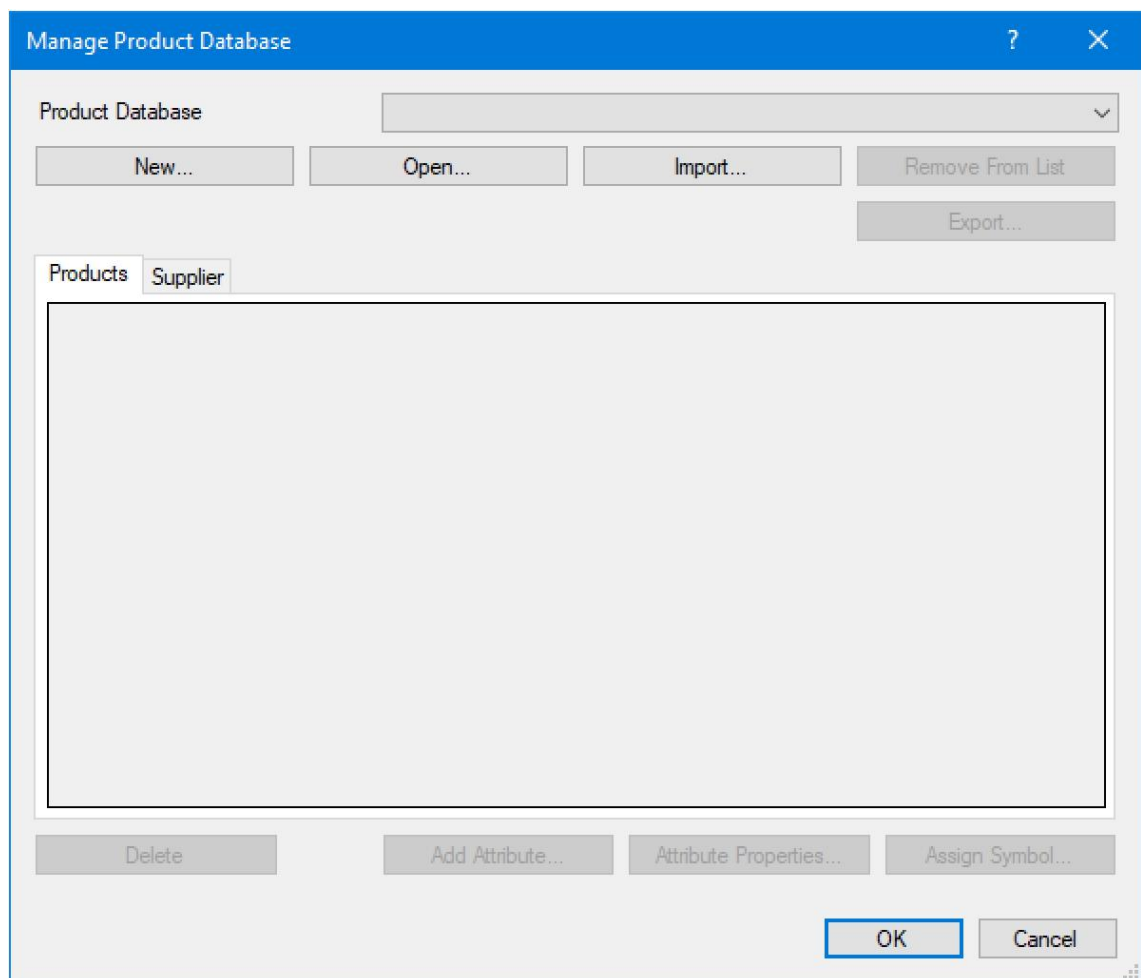 Manage Product Database ?
Product Database
New... Open... Import... Remove From List
Export...
Products Supplier
Delete Add Attribute... Attribute Properties... Assign Symbol...
OK Cancel